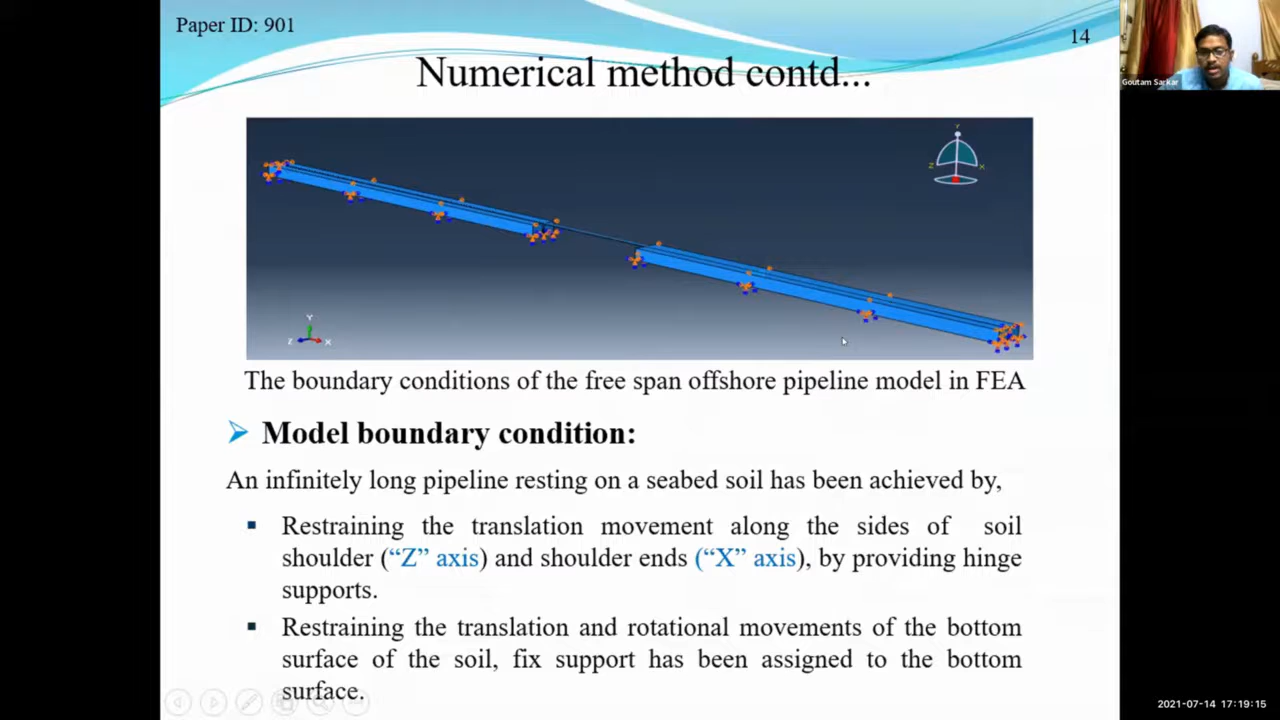 Paper ID: 901
14
Numerical method contd...
Goutam Sarkar
Y
Z
X
Y
Z
X
The boundary conditions of the free span offshore pipeline model in FEA
Model boundary condition:
An infinitely long pipeline resting on a seabed soil has been achieved by,
Restraining the translation movement along the sides of soil
shoulder (“Z” axis) and shoulder ends (“X” axis), by providing hinge
supports.
Restraining the translation and rotational movements of the bottom
surface of the soil, fix support has been assigned to the bottom
surface.
2021-07-14 17:19:15